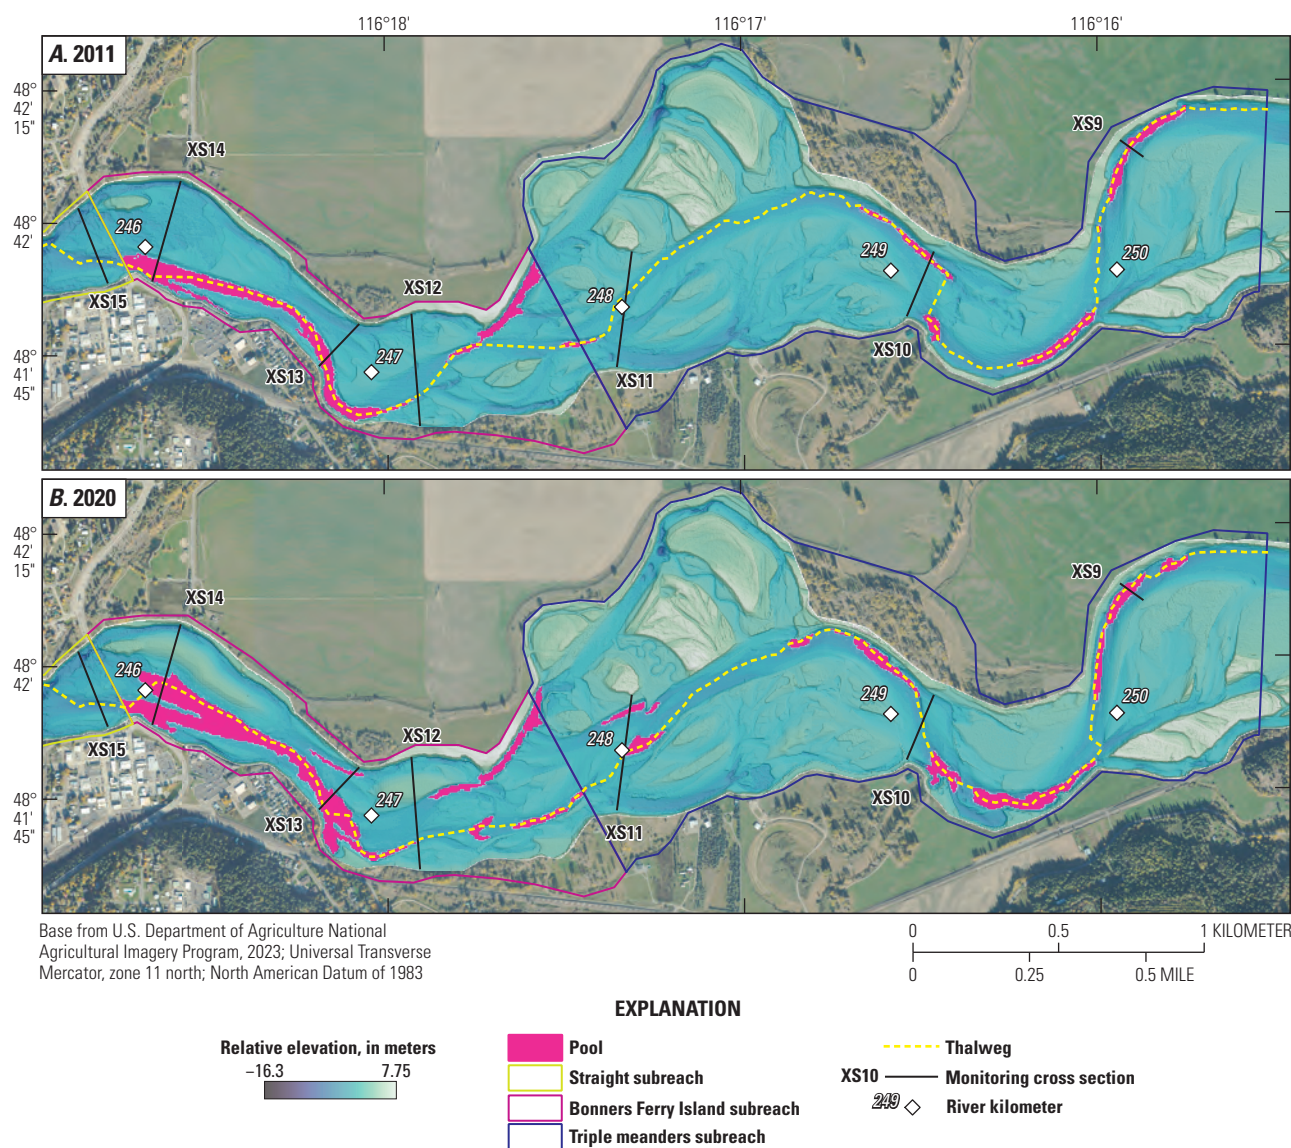 116°18'
116°17'
116°16'
A. 2011
48°
42'
15"
XS9
XS14
48°
42'
246
249
250
XS15
XS12
248
48°
41'
45"
XS13
247
XS10
XS11
B. 2020
48°
42'
15"
XS9
XS14
48°
42'
246
249
250
XS15
XS12
248
48°
41'
45"
XS13
247
XS10
XS11
Base from U.S. Department of Agriculture National
Agricultural Imagery Program, 2023; Universal Transverse
Mercator, zone 11 north; North American Datum of 1983
0 0.5 1 KILOMETER
0 0.25 0.5 MILE
EXPLANATION
Relative elevation, in meters
−16.3 7.75
Pool
Straight subreach
Bonners Ferry Island subreach
Triple meanders subreach
Thalweg
XS10 Monitoring cross section
249 River kilometer